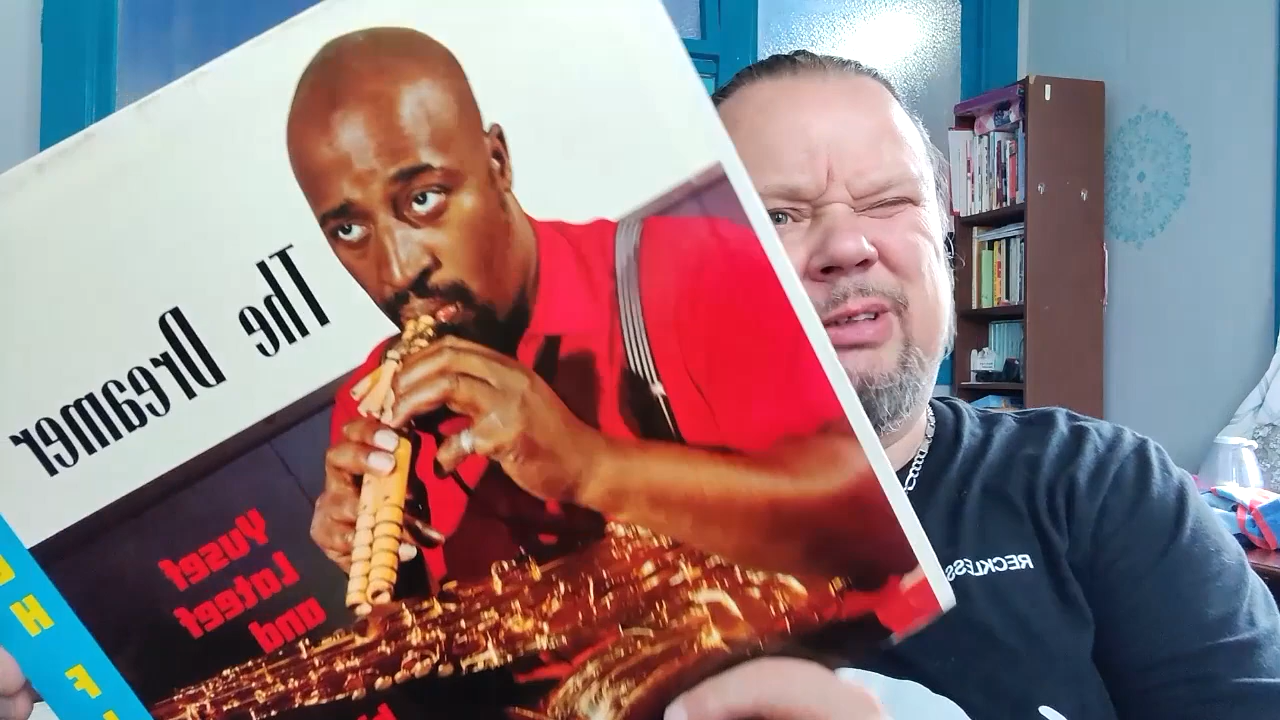 The Dreamer
Yusef
Lateef
and
RECKLESS